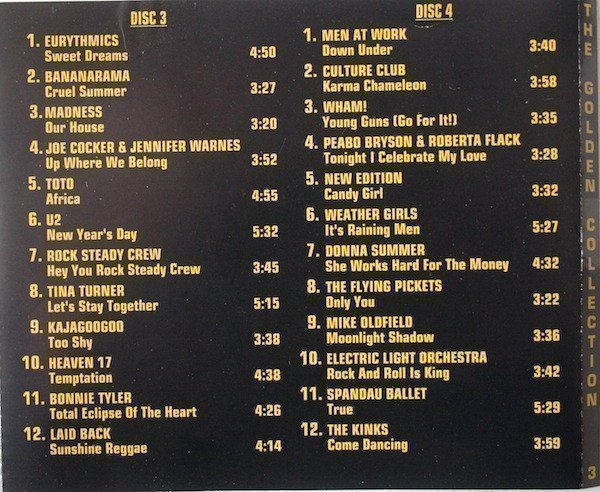 DISC 3
1. EURYTHMICS
Sweet Dreams 4:50
2. BANANARAMA
Cruel Summer 3:27
3. MADNESS
Our House 3:20
4. JOE COCKER & JENNIFER WARNES
Up Where We Belong 3:52
5. TOTO
Africa 4:55
6. U2
New Year's Day 5:32
7. ROCK STEADY CREW
Hey You Rock Steady Crew 3:45
8. TINA TURNER
Let's Stay Together 5:15
9. KAJAGOOGOO
Too Shy 3:38
10. HEAVEN 17
Temptation 4:38
11. BONNIE TYLER
Total Eclipse Of The Heart 4:26
12. LAID BACK
Sunshine Reggae 4:14
DISC 4
1. MEN AT WORK
Down Under 3:40
2. CULTURE CLUB
Karma Chameleon 3:58
3. WHAM!
Young Guns (Go For It!) 3:35
4. PEABO BRYSON & ROBERTA FLACK
Tonight I Celebrate My Love 3:28
5. NEW EDITION
Candy Girl 3:32
6. WEATHER GIRLS
It's Raining Men 5:27
7. DONNA SUMMER
She Works Hard For The Money 4:32
8. THE FLYING PICKETS
Only You 3:22
9. MIKE OLDFIELD
Moonlight Shadow 3:36
10. ELECTRIC LIGHT ORCHESTRA
Rock And Roll Is King 3:42
11. SPANDAU BALLET
True 5:29
12. THE KINKS
Come Dancing 3:59
THE GOLDEN COLLECTION 3